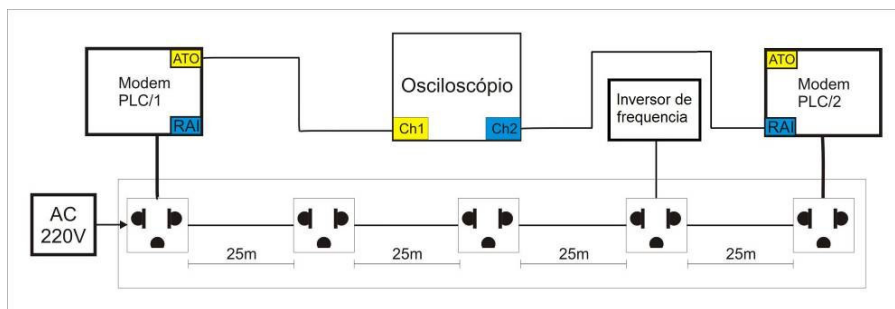 ATO
Modem
PLC/1
RAI
Osciloscópio
Ch1
Ch2
Inversor de
frequencia
ATO
Modem
PLC/2
RAI
AC
220V
25m
25m
25m
25m